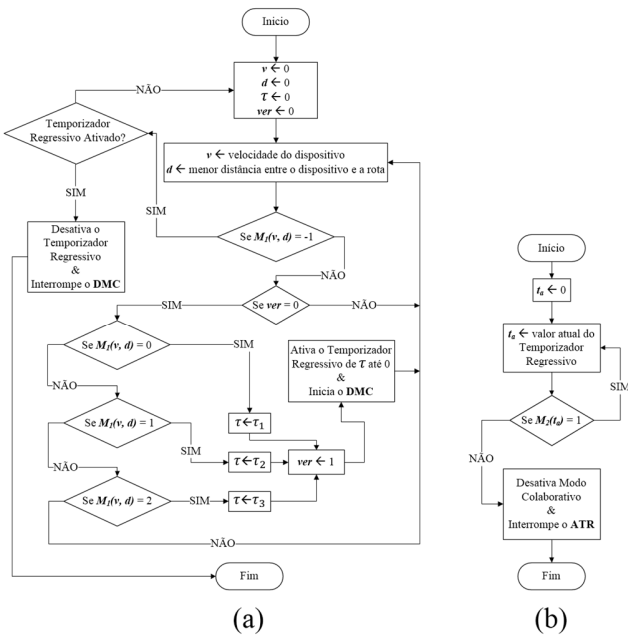 Início
v ← 0
d ← 0
τ ← 0
ver ← 0
NÃO
Temporizador
Regressivo Ativado?
v ← velocidade do dispositivo
d ← menor distância entre o dispositivo e a rota
SIM
SIM
Desativa o
Temporizador
Regressivo
&
Interrompe o DMC
Se M₁(v, d) = -1
NÃO
Se ver = 0
SIM
NÃO
Se M₁(v, d) = 0
SIM
Ativa o Temporizador
Regressivo de τ até 0
&
Inicia o DMC
NÃO
τ←τ₁
Se M₁(v, d) = 1
SIM
τ←τ₂
ver ← 1
NÃO
Se M₁(v, d) = 2
SIM
τ←τ₃
NÃO
Fim
(a)
Início
tₐ ← 0
tₐ ← valor atual do
Temporizador
Regressivo
SIM
Se M₂(tₐ) = 1
NÃO
Desativa Modo
Colaborativo
&
Interrompe o ATR
Fim
(b)